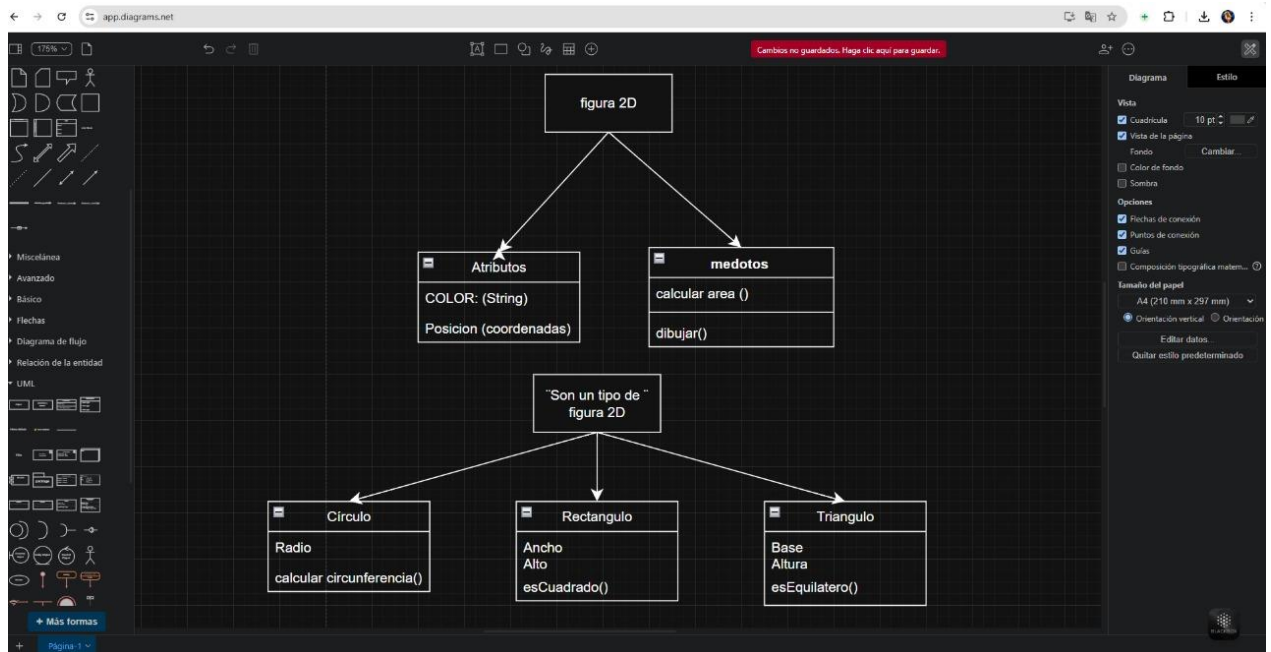 app.diagrams.net
175%
Cambios no guardados. Haga clic aquí para guardar.
Diagrama
Estilo
Vista
Cuadrícula
10 pt
Vista de la página
Fondo
Cambiar...
Color de fondo
Sombra
Opciones
Flechas de conexión
Puntos de conexión
Guías
Composición tipográfica matem...
Tamaño del papel
A4 (210 mm x 297 mm)
Orientación vertical
Orientación
Editar datos...
Quitar estilo predeterminado
Miscelánea
Avanzado
Básico
Flechas
Diagrama de flujo
Relación de la entidad
UML
+ Más formas
Página-1
figura 2D
Atributos
COLOR: (String)
Posicion (coordenadas)
medotos
calcular area ()
dibujar()
¨Son un tipo de ¨
figura 2D
Círculo
Radio
calcular circunferencia()
Rectangulo
Ancho
Alto
esCuadrado()
Triangulo
Base
Altura
esEquilatero()